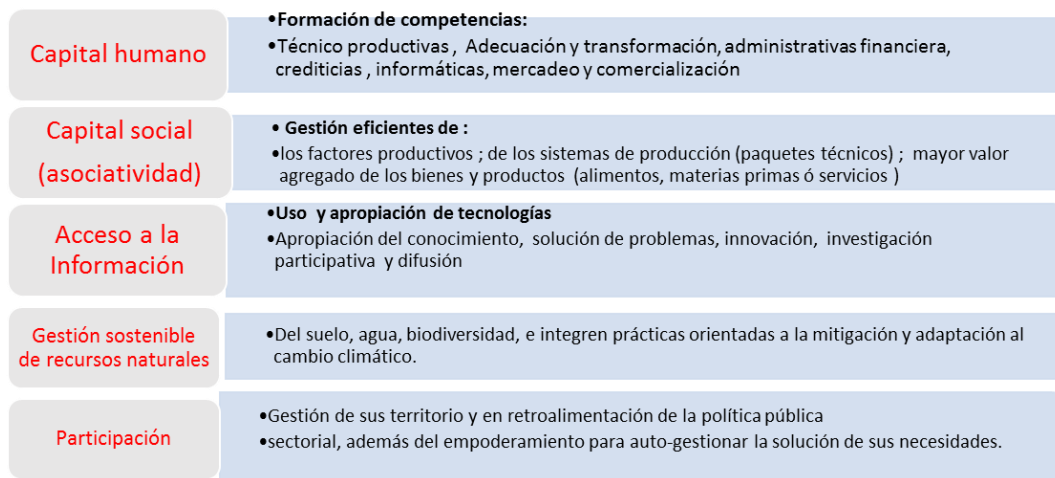 Capital humano
•Formación de competencias:
•Técnico productivas , Adecuación y transformación, administrativas financiera,
crediticias , informáticas, mercadeo y comercialización
Capital social
(asociatividad)
• Gestión eficientes de :
•los factores productivos ; de los sistemas de producción (paquetes técnicos) ; mayor valor
agregado de los bienes y productos (alimentos, materias primas ó servicios )
Acceso a la
Información
•Uso y apropiación de tecnologías
•Apropiación del conocimiento, solución de problemas, innovación, investigación
participativa y difusión
Gestión sostenible
de recursos naturales
•Del suelo, agua, biodiversidad, e integren prácticas orientadas a la mitigación y adaptación al
cambio climático.
Participación
•Gestión de sus territorio y en retroalimentación de la política pública
•sectorial, además del empoderamiento para auto-gestionar la solución de sus necesidades.